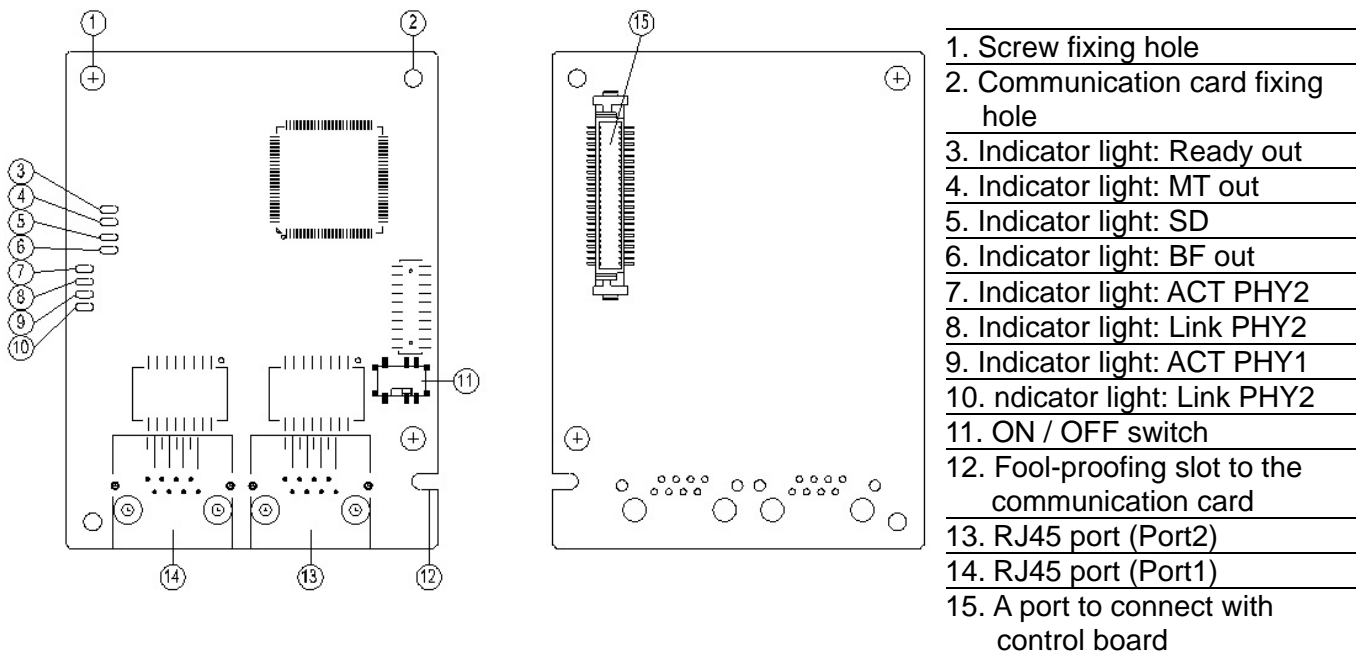 1
2
15
3
4
5
6
7
8
9
10
11
14
13
12
1. Screw fixing hole
2. Communication card fixing
hole
3. Indicator light: Ready out
4. Indicator light: MT out
5. Indicator light: SD
6. Indicator light: BF out
7. Indicator light: ACT PHY2
8. Indicator light: Link PHY2
9. Indicator light: ACT PHY1
10. ndicator light: Link PHY2
11. ON / OFF switch
12. Fool-proofing slot to the
communication card
13. RJ45 port (Port2)
14. RJ45 port (Port1)
15. A port to connect with
control board